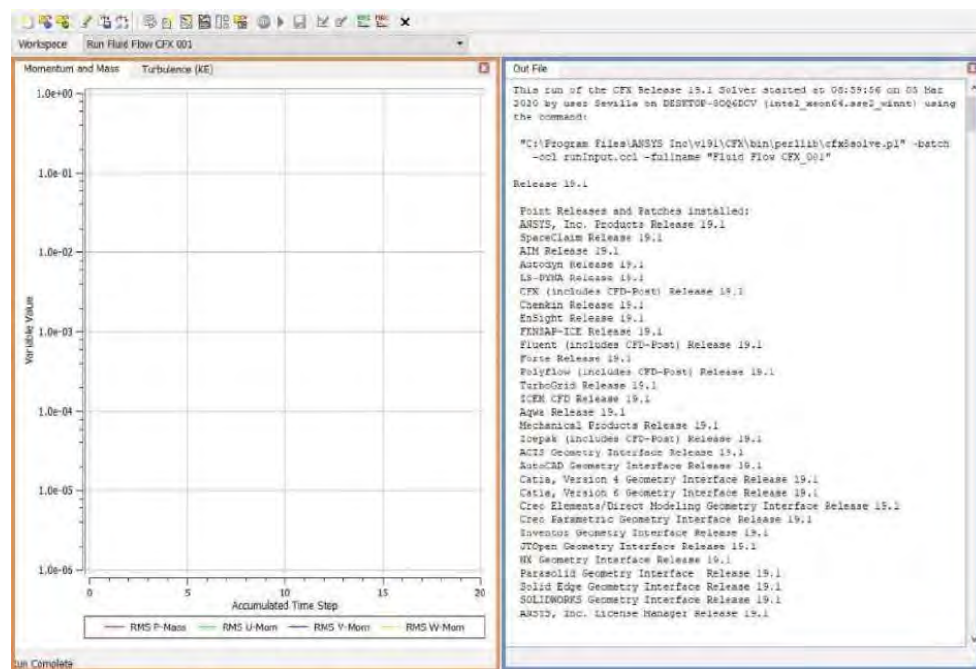 Workspace Run Fluid Flow CFX 001
Momentum and Mass Turbulence (KE)
1.0e+00
1.0e-01
1.0e-02
1.0e-03
1.0e-04
1.0e-05
1.0e-06
Variable Value
0 5 10 15 20
Accumulated Time Step
RMS P-Mass RMS U-Mom RMS V-Mom RMS W-Mom
Run Complete
Out File
This run of the CFX Release 19.1 Solver started at 08:59:56 on 05 Mar
2020 by user Sevilla on (intel_xeon64.sse2_winnt) using
the command:
"C:\Program Files\ANSYS Inc\v191\CFX\bin\perllib\cfx5solve.pl" -batch
-ccl runInput.ccl -fullname "Fluid Flow CFX_001"
Release 19.1
Point Releases and Patches installed:
ANSYS, Inc. Products Release 19.1
SpaceClaim Release 19.1
AIM Release 19.1
Autodyn Release 19.1
LS-DYNA Release 19.1
CFX (includes CFD-Post) Release 19.1
Chemkin Release 19.1
EnSight Release 19.1
FENSAP-ICE Release 19.1
Fluent (includes CFD-Post) Release 19.1
Forte Release 19.1
Polyflow (includes CFD-Post) Release 19.1
TurboGrid Release 19.1
ICEM CFD Release 19.1
Aqwa Release 19.1
Mechanical Products Release 19.1
Icepak (includes CFD-Post) Release 19.1
ACIS Geometry Interface Release 19.1
AutoCAD Geometry Interface Release 19.1
Catia, Version 4 Geometry Interface Release 19.1
Catia, Version 6 Geometry Interface Release 19.1
Creo Elements/Direct Modeling Geometry Interface Release 19.1
Creo Parametric Geometry Interface Release 19.1
Inventor Geometry Interface Release 19.1
JTOpen Geometry Interface Release 19.1
NX Geometry Interface Release 19.1
Parasolid Geometry Interface Release 19.1
Solid Edge Geometry Interface Release 19.1
SOLIDWORKS Geometry Interface Release 19.1
ANSYS, Inc. License Manager Release 19.1